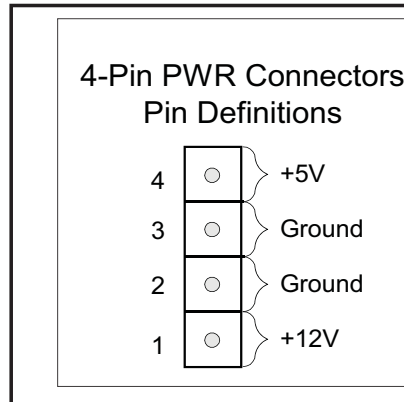 4-Pin PWR Connectors
Pin Definitions
4 +5V
3 Ground
2 Ground
1 +12V